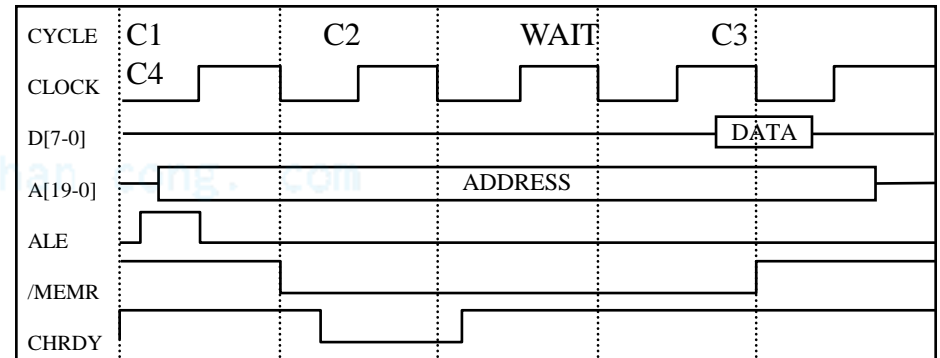 CYCLE C1 C2 WAIT C3
C4
CLOCK
D[7-0] DATA
A[19-0] ADDRESS
ALE
/MEMR
CHRDY